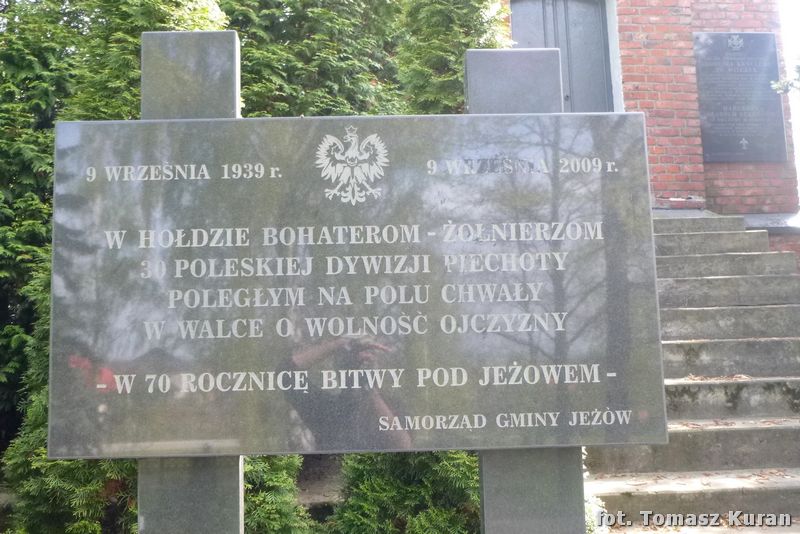 9 WRZEŚNIA 1939 r. 9 WRZEŚNIA 2009 r.
W HOŁDZIE BOHATEROM - ŻOŁNIERZOM
30 POLESKIEJ DYWIZJI PIECHOTY
POLEGŁYM NA POLU CHWAŁY
W WALCE O WOLNOŚĆ OJCZYZNY
- W 70 ROCZNICĘ BITWY POD JEŻOWEM -
SAMORZĄD GMINY JEŻÓW
fot. Tomasz Kuran